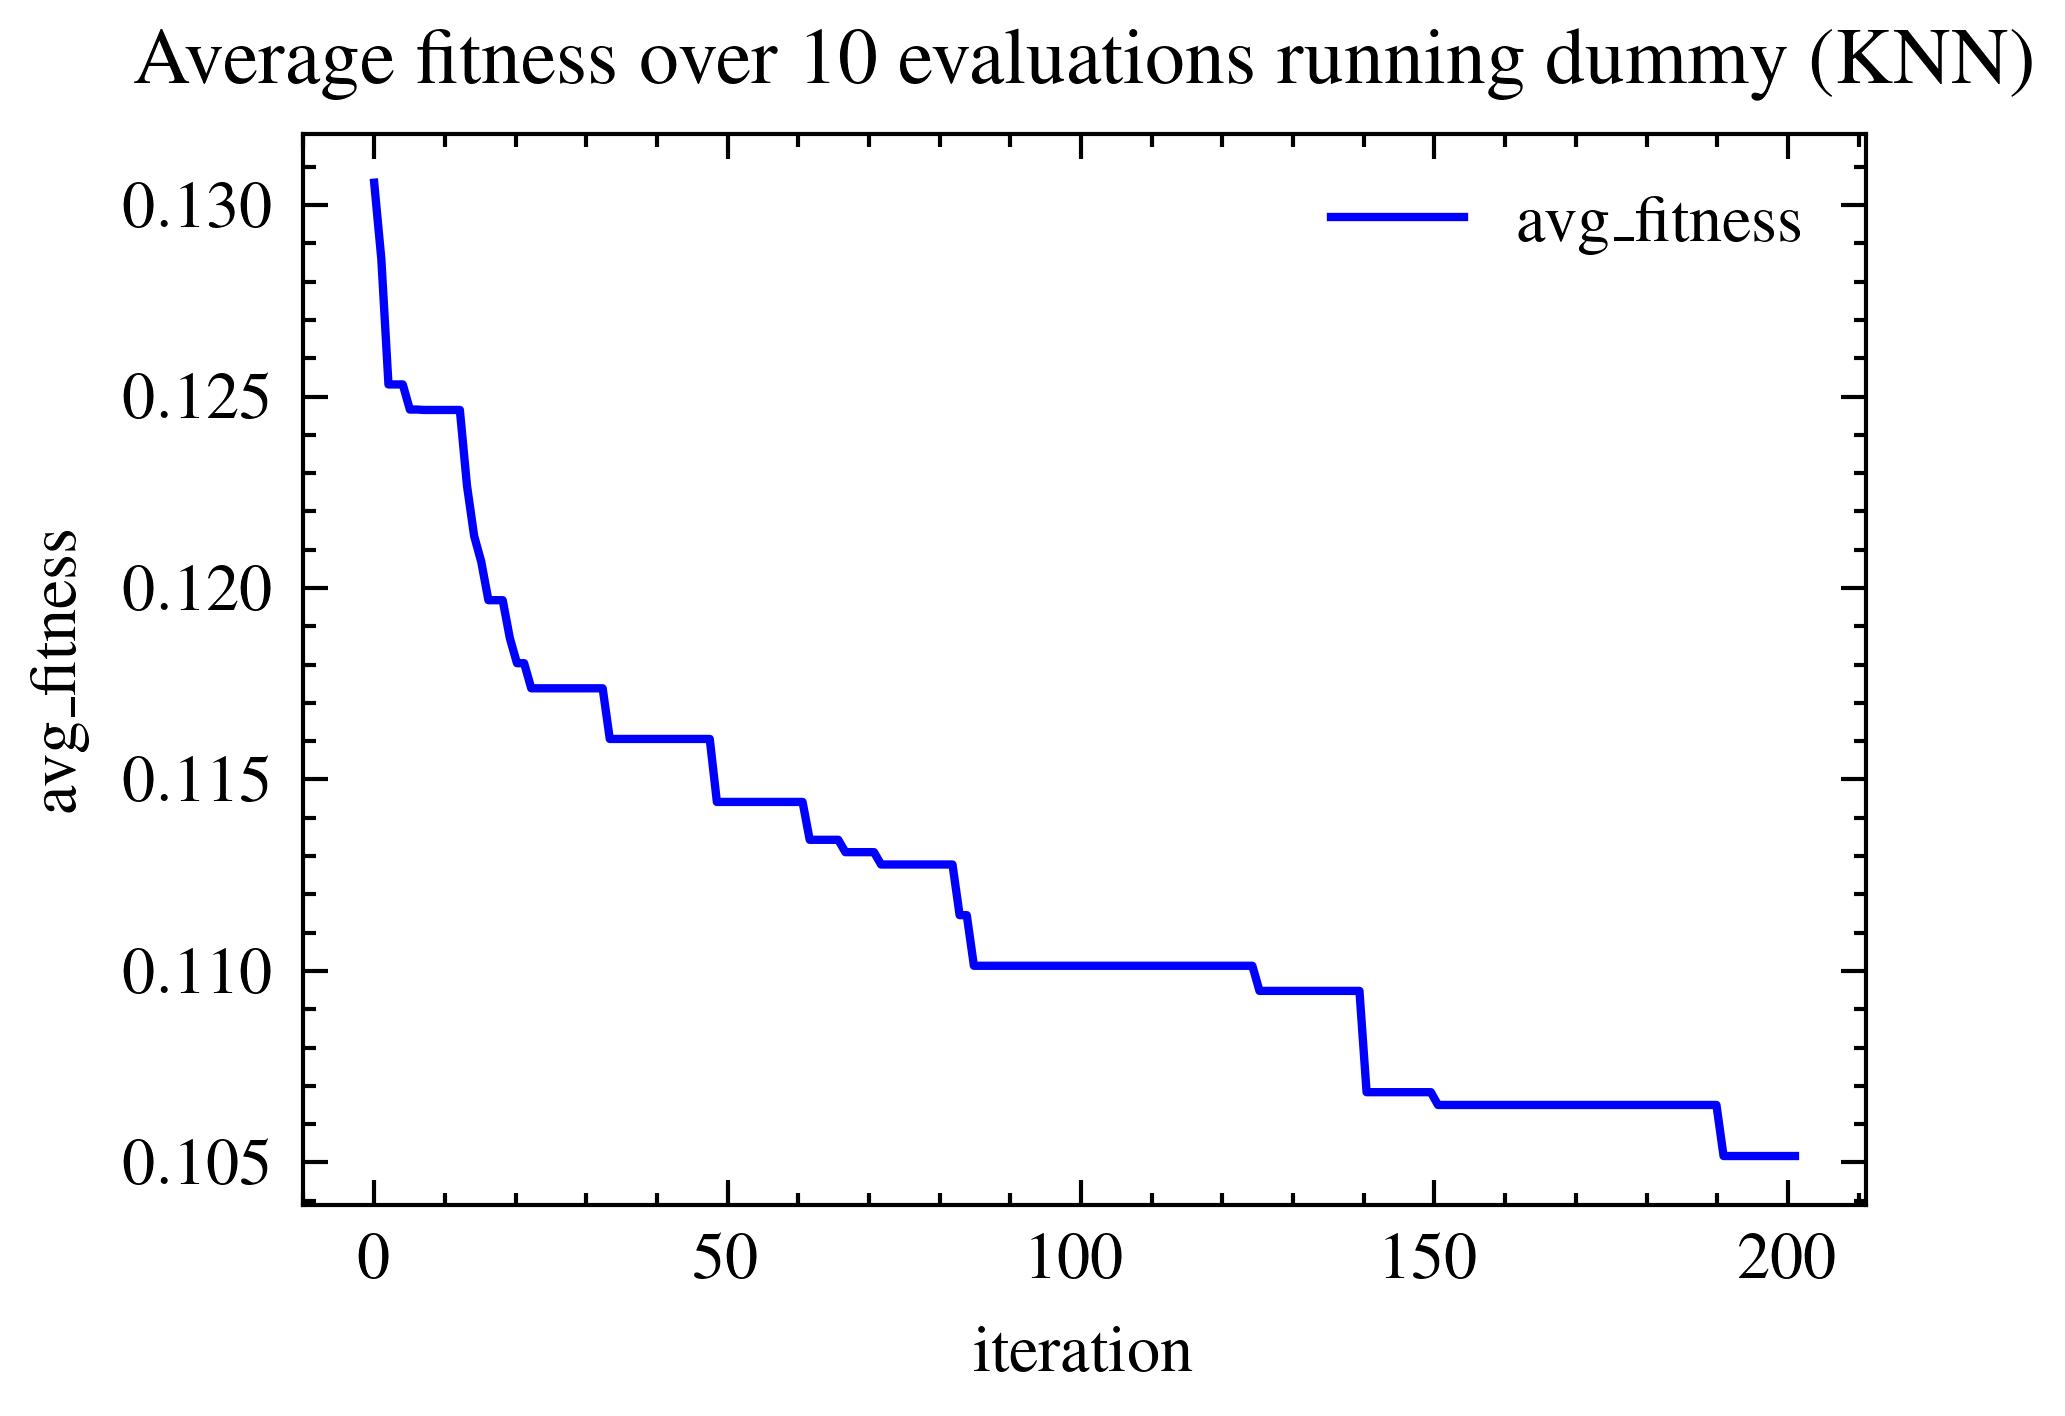 Average fitness over 10 evaluations running dummy (KNN)
avg_fitness
0.130
0.125
0.120
0.115
0.110
0.105
avg_fitness
0 50 100 150 200
iteration